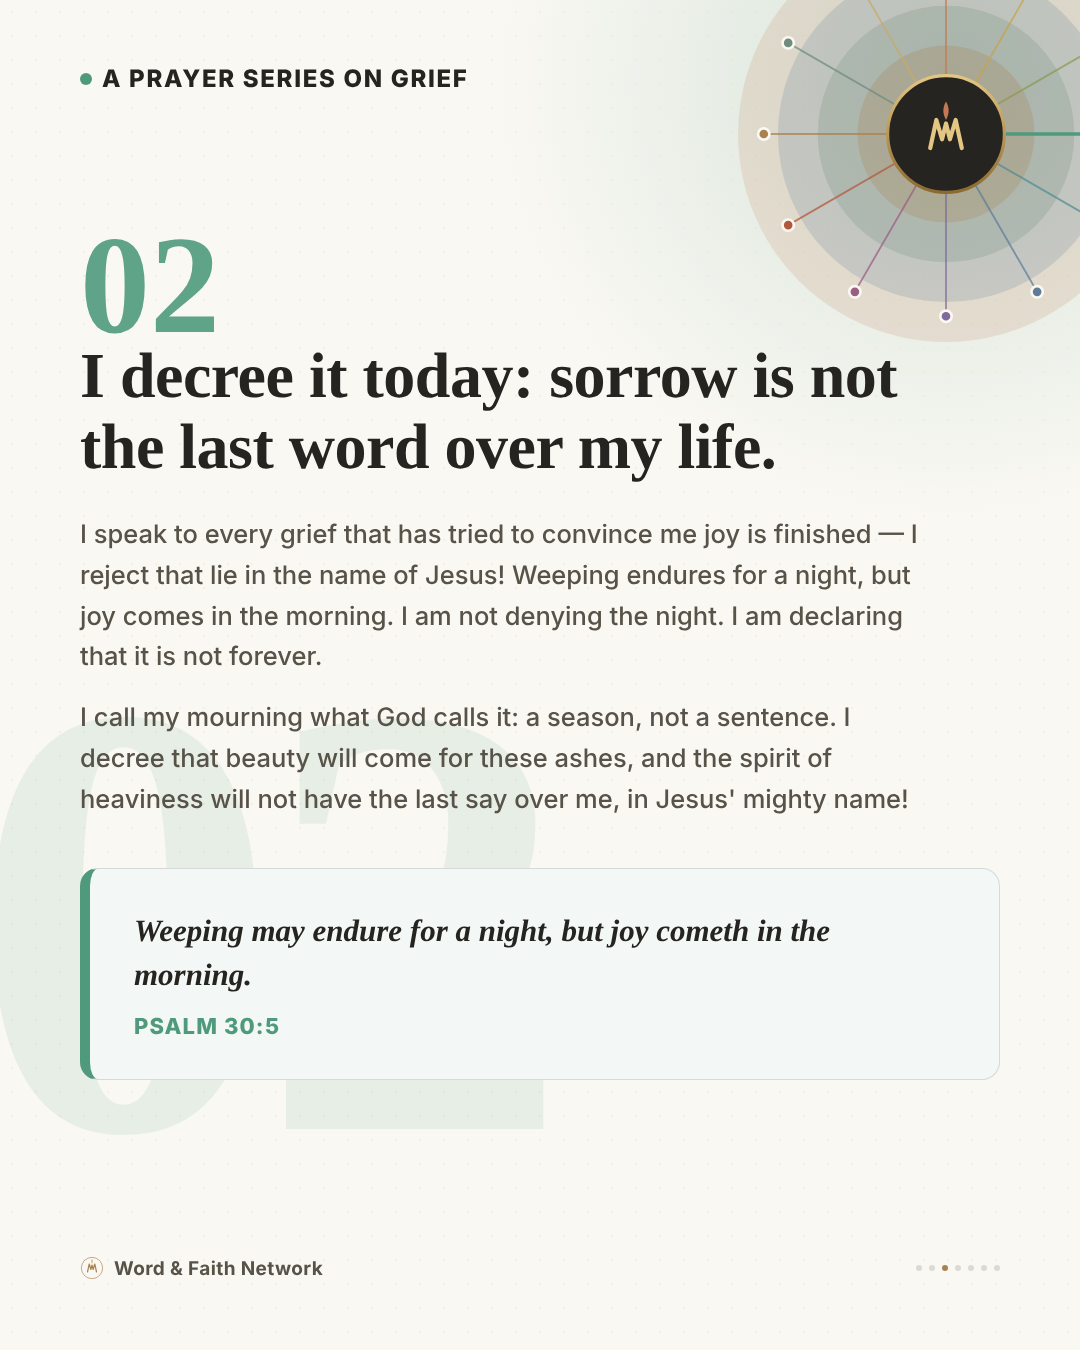 A PRAYER SERIES ON GRIEF
02
I decree it today: sorrow is not
the last word over my life.
I speak to every grief that has tried to convince me joy is finished — I
reject that lie in the name of Jesus! Weeping endures for a night, but
joy comes in the morning. I am not denying the night. I am declaring
that it is not forever.
I call my mourning what God calls it: a season, not a sentence. I
decree that beauty will come for these ashes, and the spirit of
heaviness will not have the last say over me, in Jesus' mighty name!
02
Weeping may endure for a night, but joy cometh in the
morning.
PSALM 30:5
Word & Faith Network